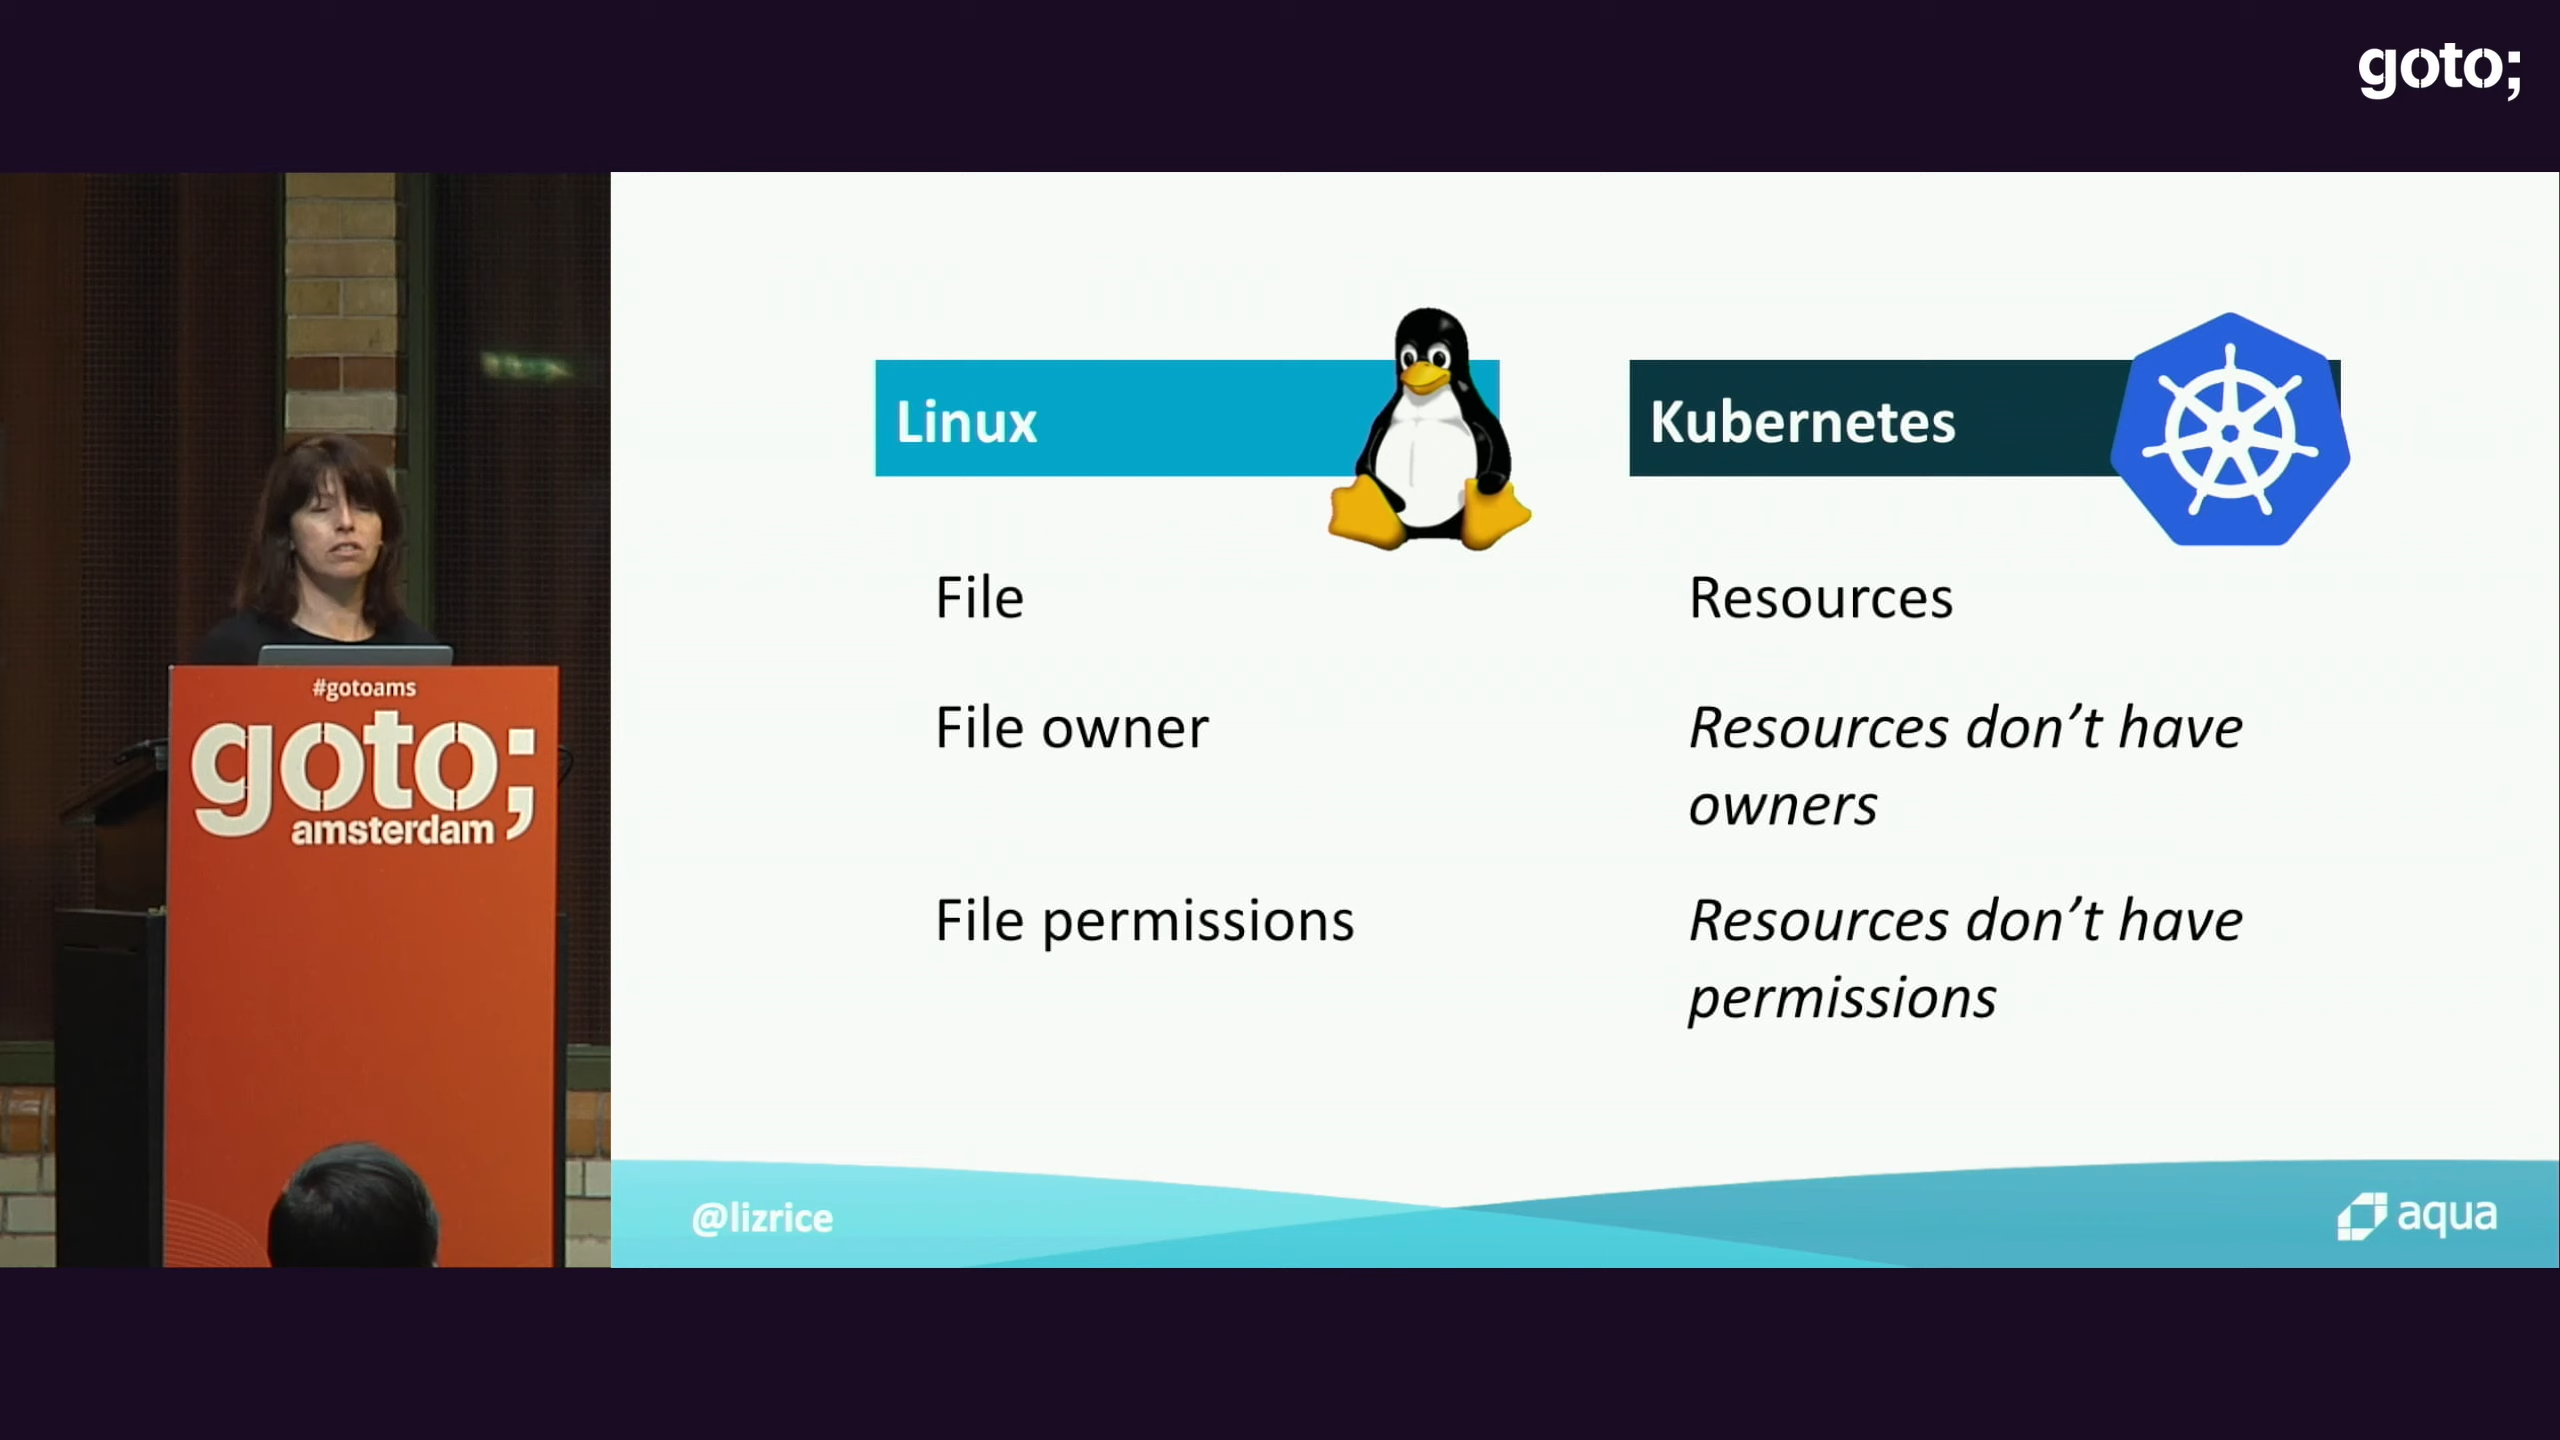 goto;
#gotoams
goto;
amsterdam
Linux
Kubernetes
File
Resources
File owner
Resources don’t have
owners
File permissions
Resources don’t have
permissions
@lizrice
aqua